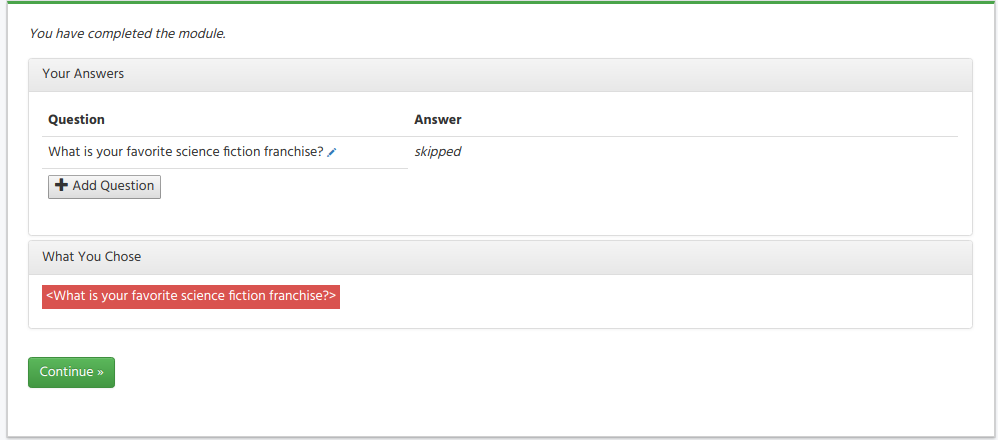 You have completed the module.
Your Answers
Question Answer
What is your favorite science fiction franchise? skipped
Add Question
What You Chose
<What is your favorite science fiction franchise?>
Continue »